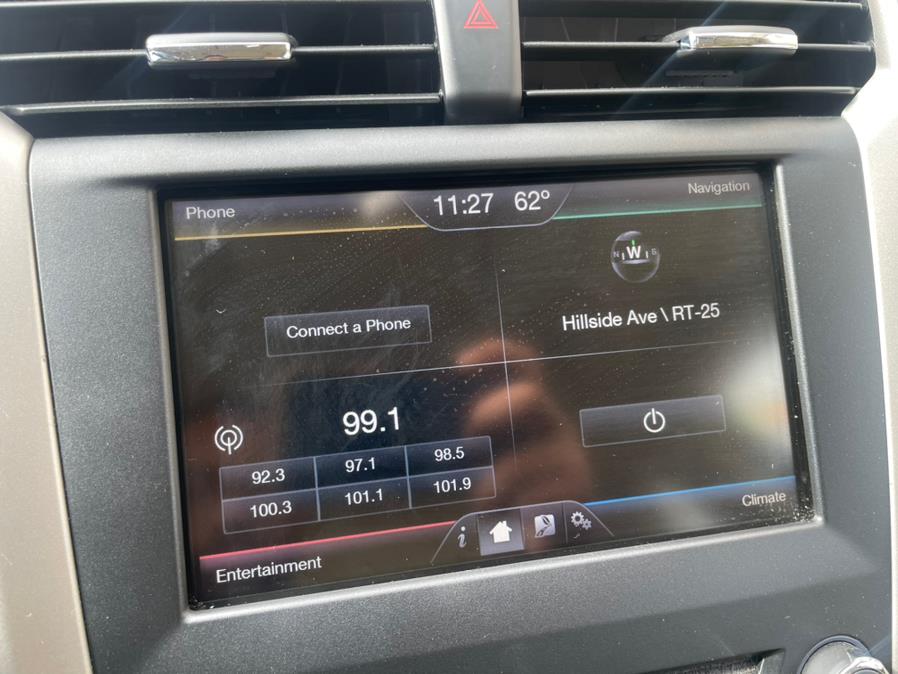 Phone
11:27 62°
Navigation
N W S
Connect a Phone
Hillside Ave \ RT-25
99.1
92.3 97.1 98.5
100.3 101.1 101.9
Entertainment
i
Climate